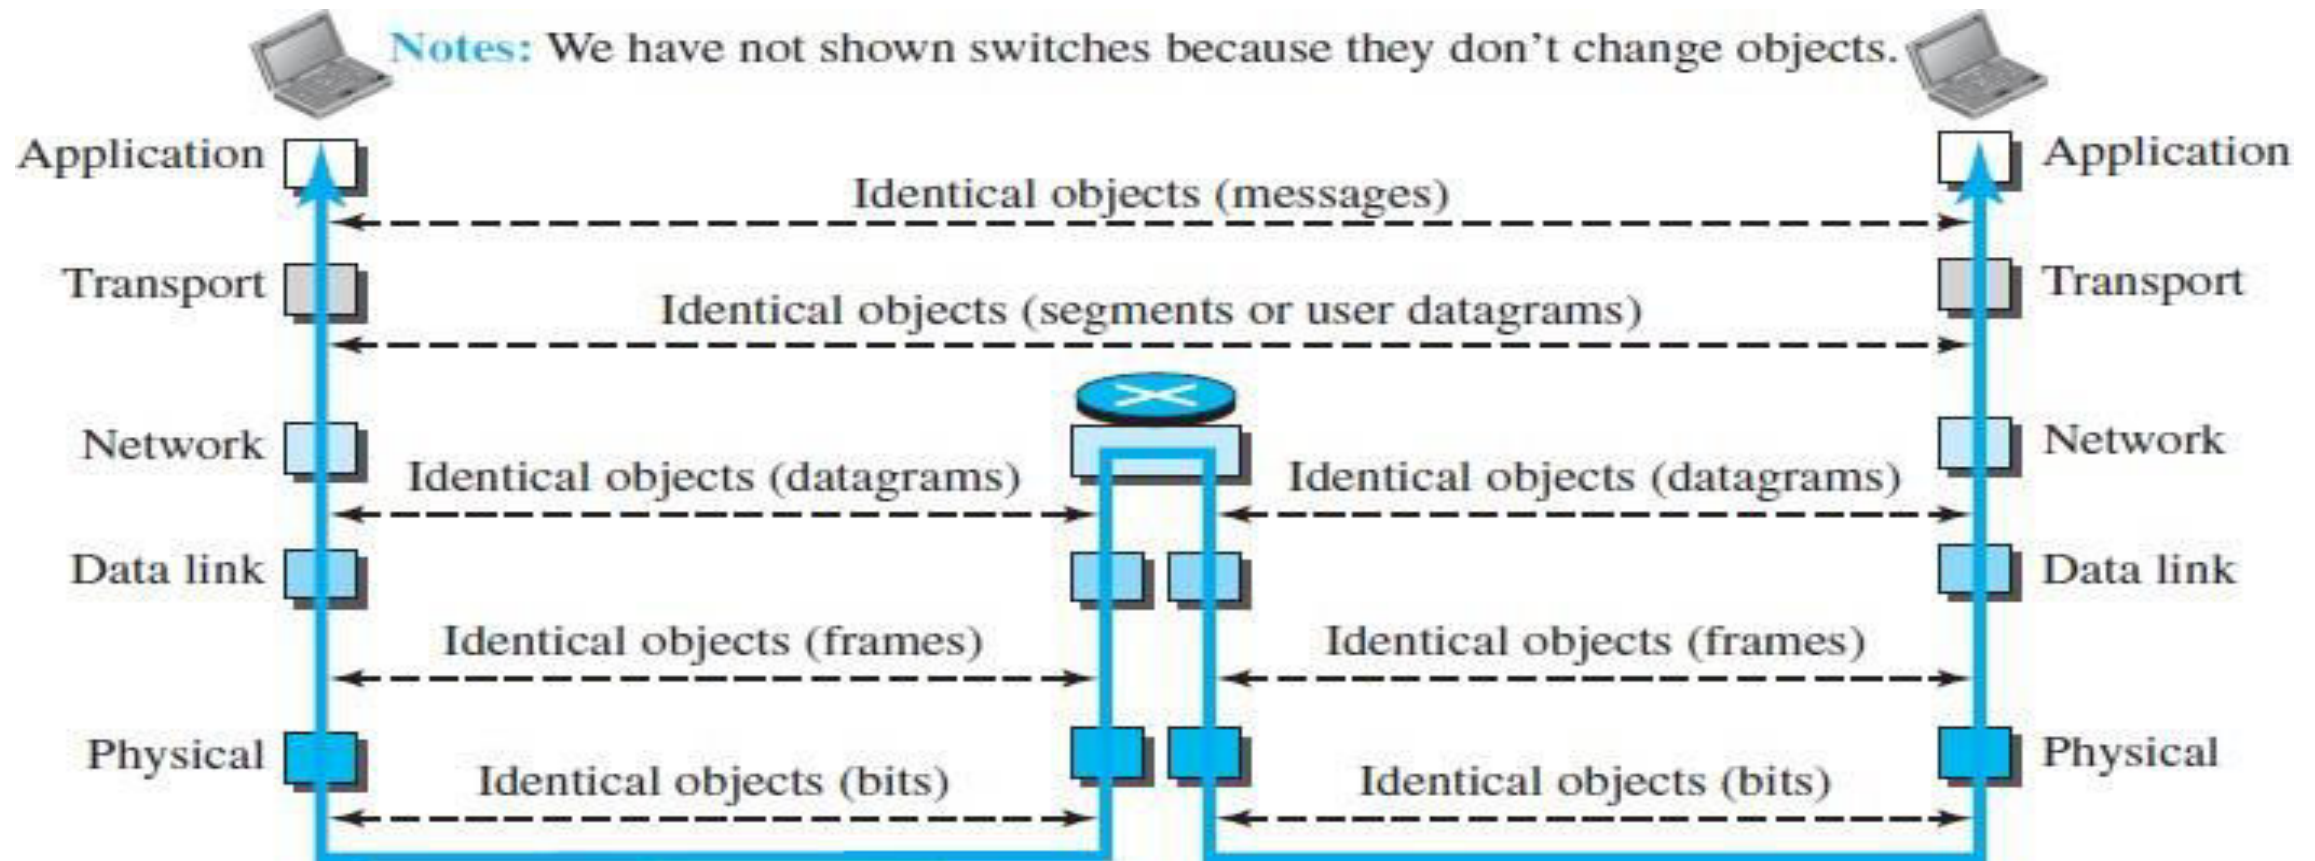 Notes: We have not shown switches because they don't change objects.
Application
Application
Identical objects (messages)
Transport
Transport
Identical objects (segments or user datagrams)
Network
Network
Identical objects (datagrams)
Identical objects (datagrams)
Data link
Data link
Identical objects (frames)
Identical objects (frames)
Physical
Physical
Identical objects (bits)
Identical objects (bits)